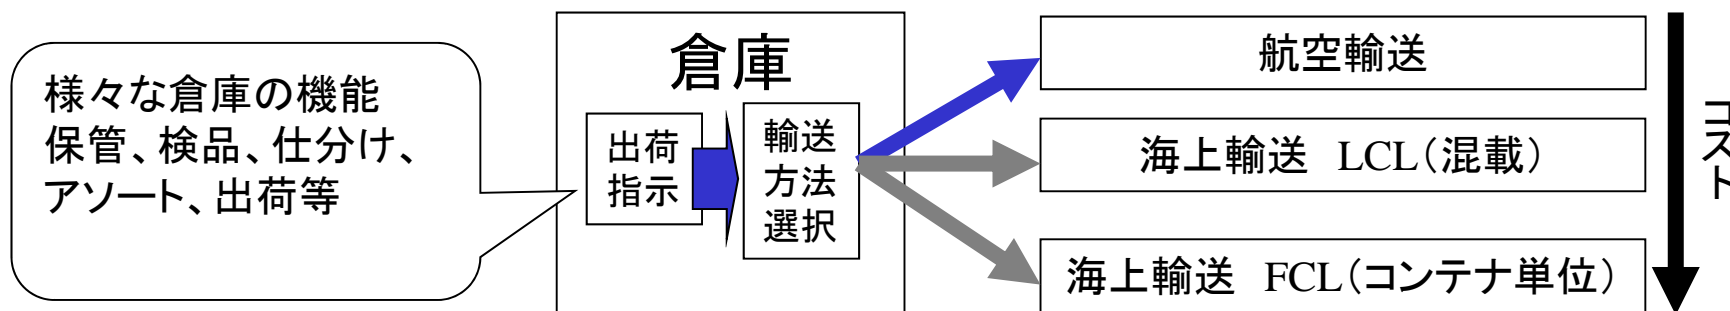 様々な倉庫の機能
保管、検品、仕分け、
アソート、出荷等
倉庫
出荷
指示
輸送
方法
選択
航空輸送
海上輸送　LCL（混載）
海上輸送　FCL（コンテナ単位）
コスト